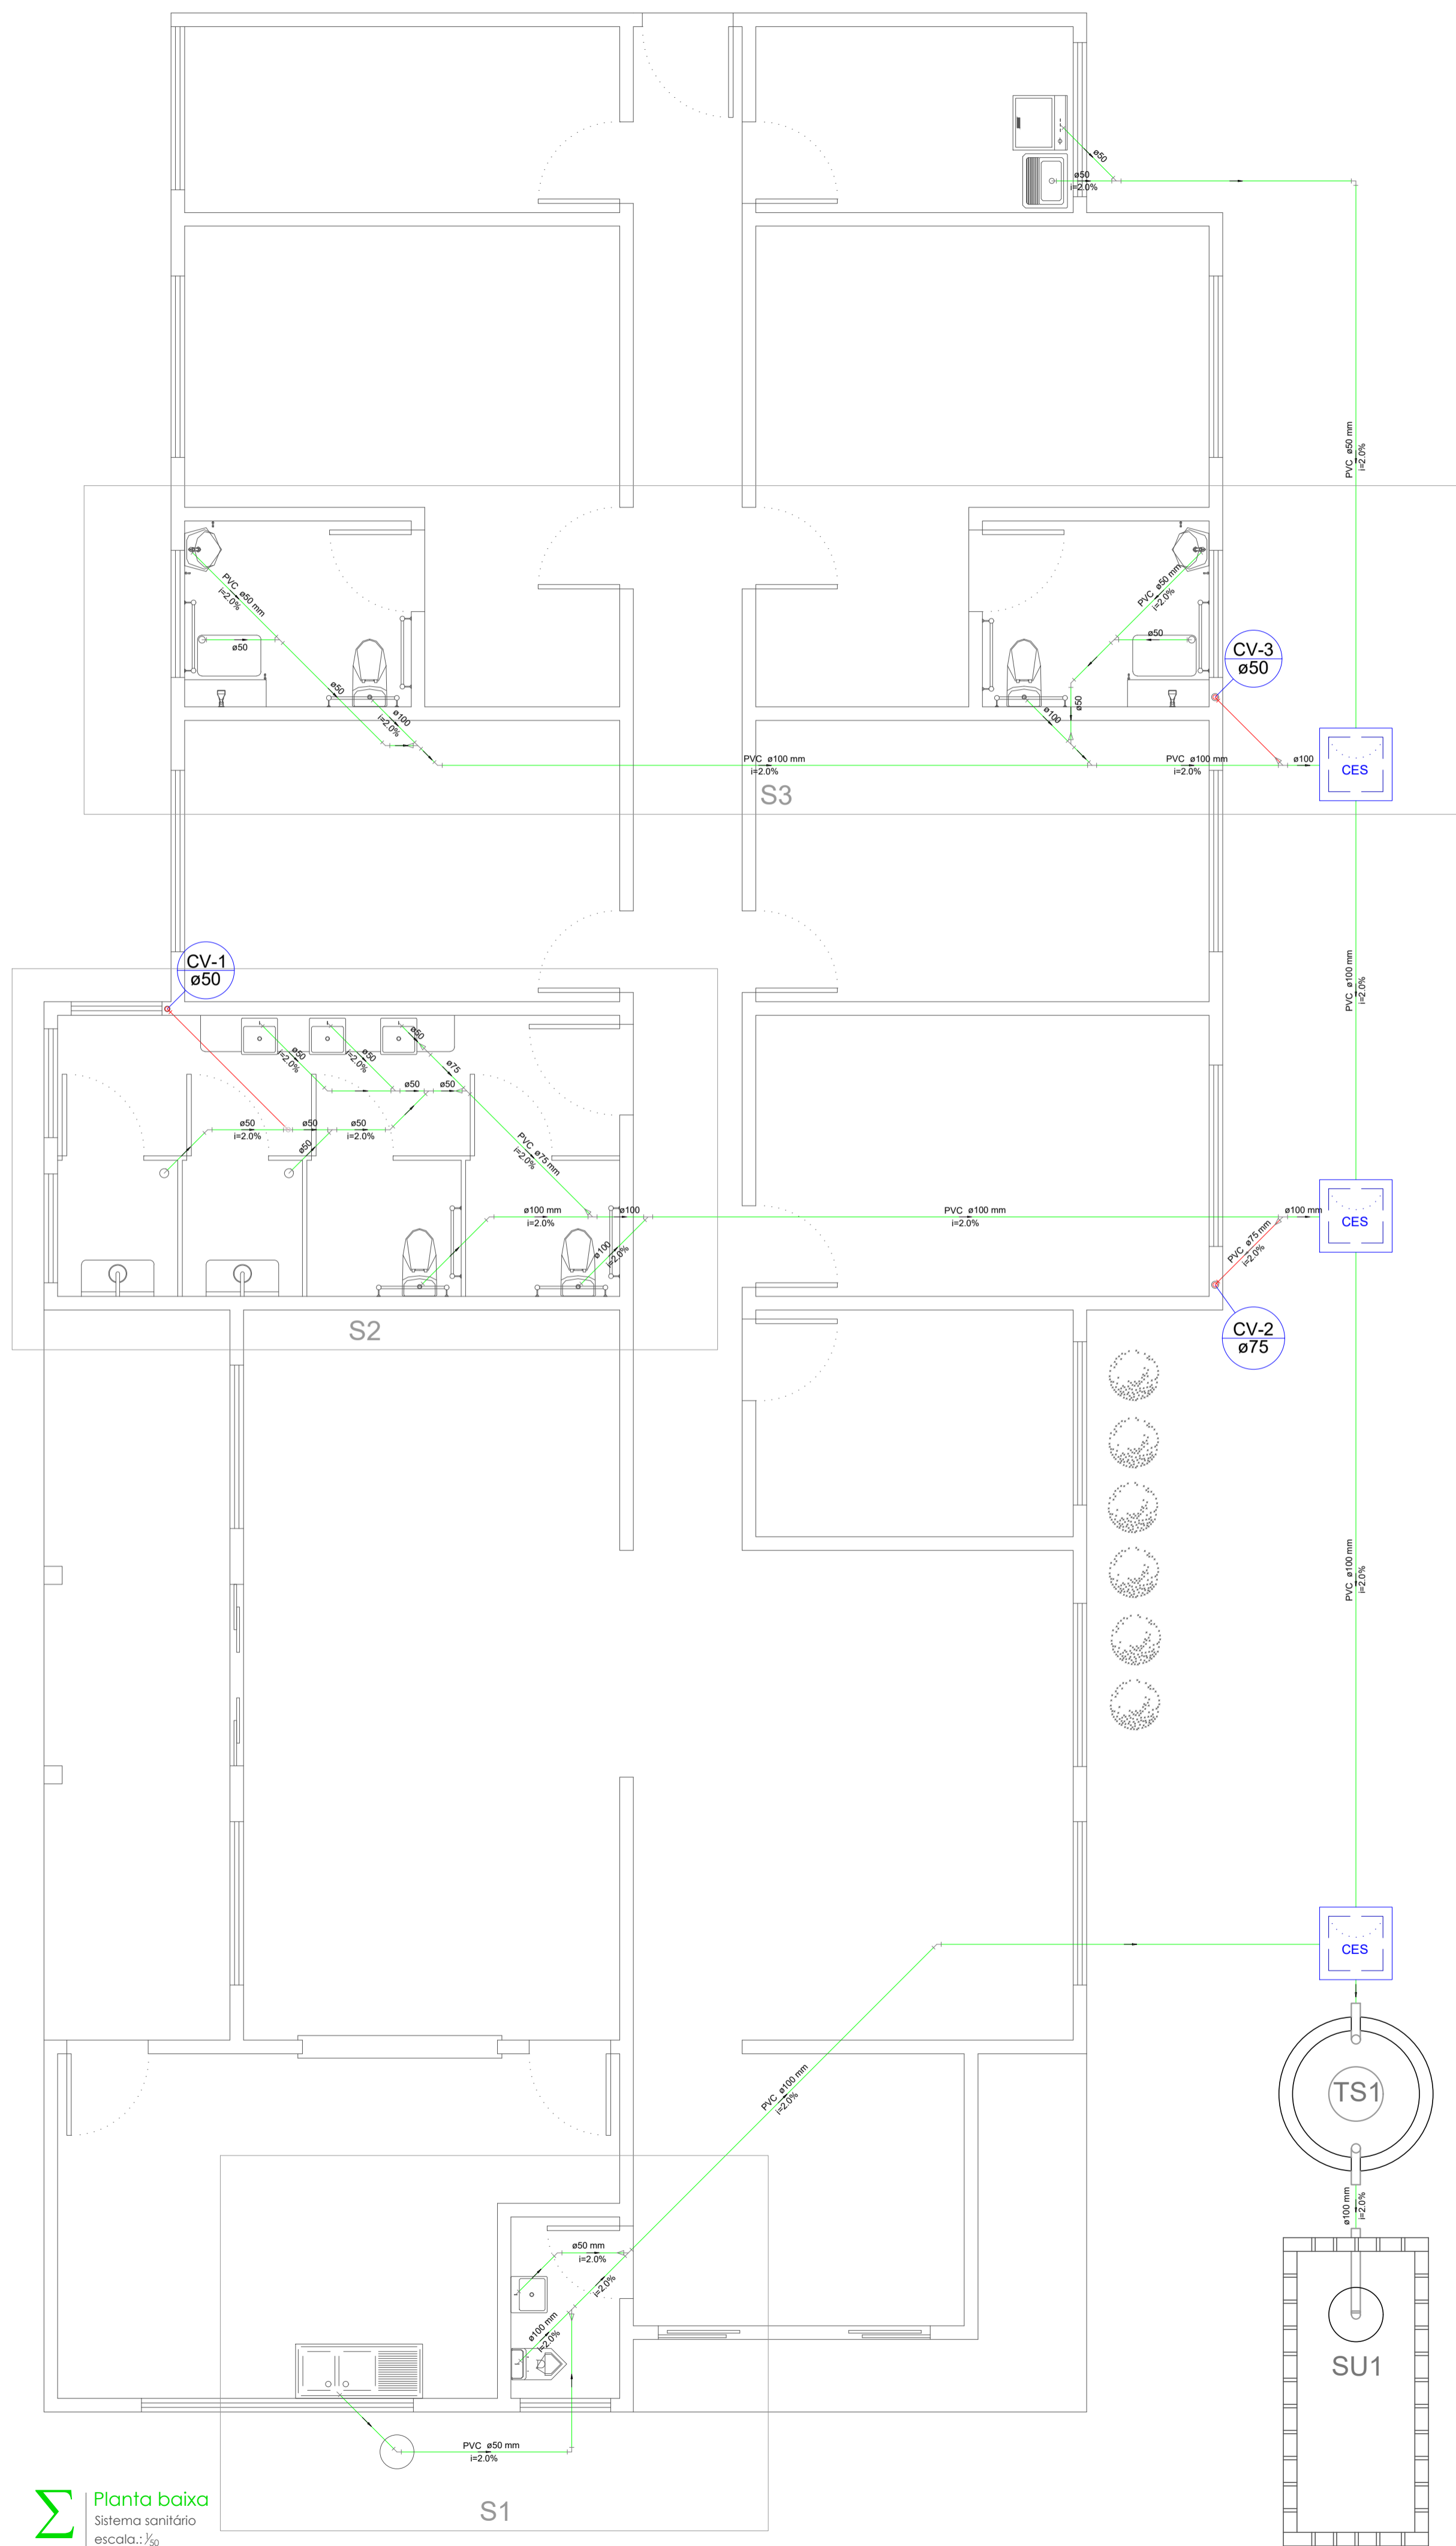 ø50
ø50
i=2.0%
PVC ø50 mm
i=2.0%
PVC ø50 mm
i=2.0%
ø50
ø50
ø100
i=2.0%
PVC ø50 mm
i=2.0%
ø50
ø50
ø100
CV-3
ø50
PVC ø100 mm
i=2.0%
PVC ø100 mm
i=2.0%
ø100
CES
S3
CV-1
ø50
PVC ø100 mm
i=2.0%
ø50
i=2.0%
ø50
i=2.0%
ø50
ø75
ø50
ø50
ø50
i=2.0%
ø50
ø50
i=2.0%
ø50
PVC ø75 mm
i=2.0%
ø100 mm
i=2.0%
ø100
ø100
i=2.0%
PVC ø100 mm
i=2.0%
ø100 mm
PVC ø75 mm
i=2.0%
CES
CV-2
ø75
S2
PVC ø100 mm
i=2.0%
CES
PVC ø100 mm
i=2.0%
TS1
ø100 mm
i=2.0%
ø50 mm
i=2.0%
i=2.0%
ø100 mm
i=2.0%
SU1
PVC ø50 mm
i=2.0%
S1
Σ
Planta baixa
Sistema sanitário
escala.: 1/50